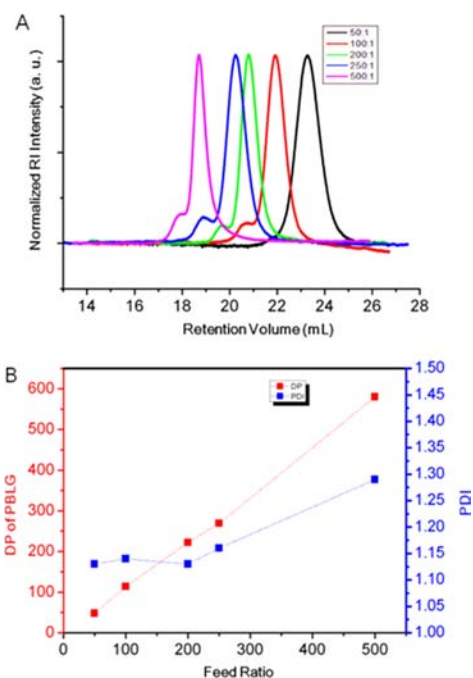 A
Normalized RI Intensity (a. u.)
50:1
100:1
200:1
250:1
500:1
14 16 18 20 22 24 26 28
Retention Volume (mL)
B
DP of PBLG
600
500
400
300
200
100
0
DP
PDI
1.50
1.45
1.40
1.35
1.30
1.25
1.20
1.15
1.10
1.05
1.00
PDI
0 100 200 300 400 500
Feed Ratio